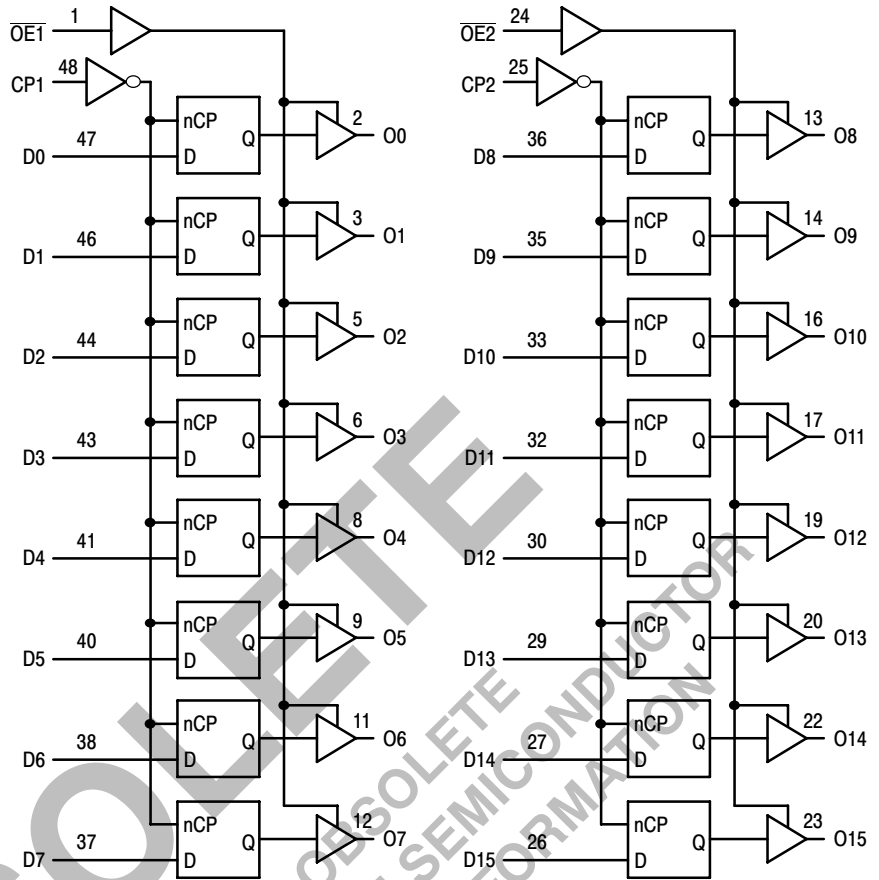 OE1 1
CP1 48
nCP
D0 47 D Q 2 O0
nCP
D1 46 D Q 3 O1
nCP
D2 44 D Q 5 O2
nCP
D3 43 D Q 6 O3
nCP
D4 41 D Q 8 O4
nCP
D5 40 D Q 9 O5
nCP
D6 38 D Q 11 O6
nCP
D7 37 D Q 12 O7
OE2 24
CP2 25
nCP
D8 36 D Q 13 O8
nCP
D9 35 D Q 14 O9
nCP
D10 33 D Q 16 O10
nCP
D11 32 D Q 17 O11
nCP
D12 30 D Q 19 O12
nCP
D13 29 D Q 20 O13
nCP
D14 27 D Q 22 O14
nCP
D15 26 D Q 23 O15
OBSOLETE
SEMICONDUCTOR